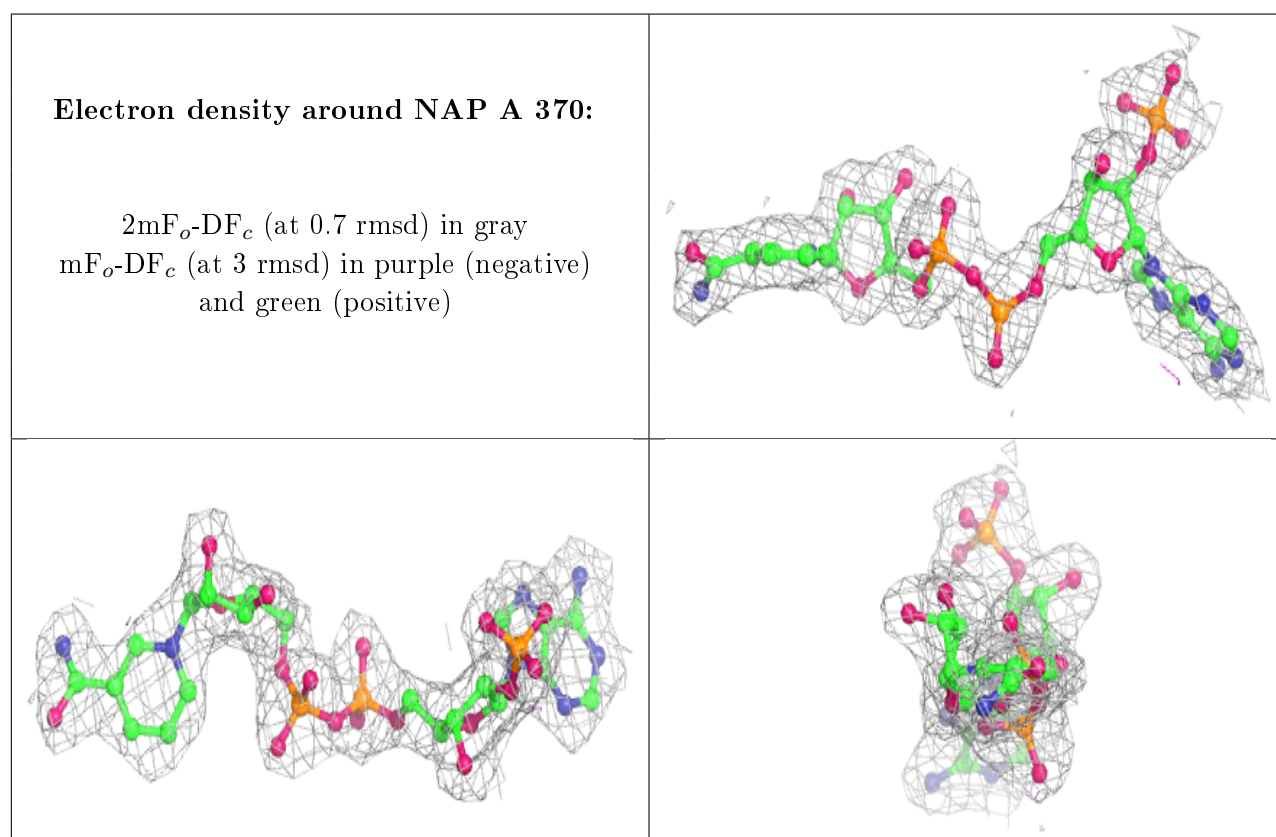 Electron density around NAP A 370:
2mFo-DFc (at 0.7 rmsd) in gray
mFo-DFc (at 3 rmsd) in purple (negative)
and green (positive)